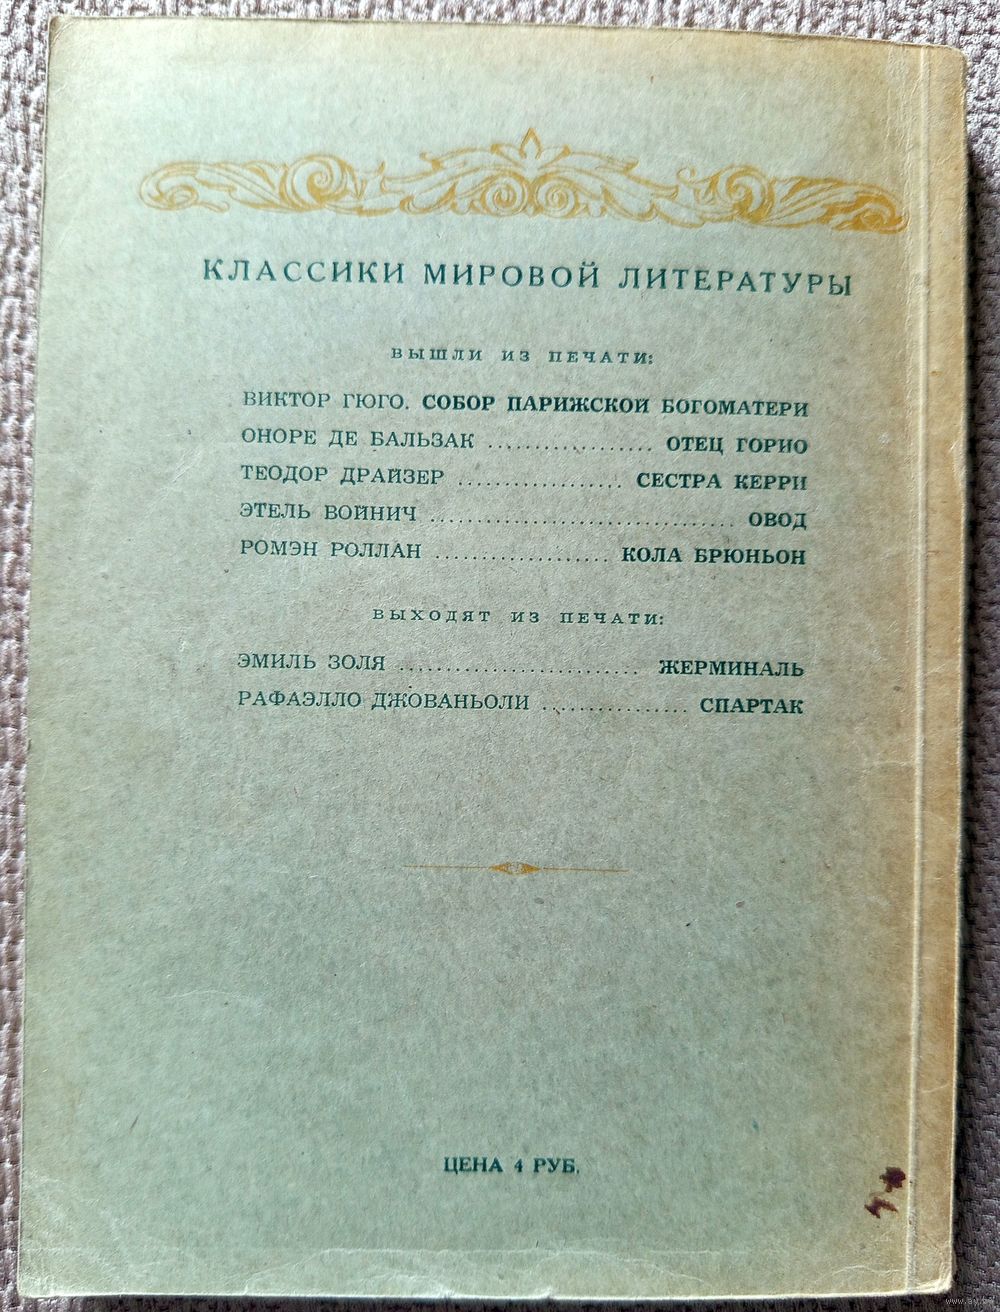 КЛАССИКИ МИРОВОЙ ЛИТЕРАТУРЫ
ВЫШЛИ ИЗ ПЕЧАТИ:
ВИКТОР ГЮГО. СОБОР ПАРИЖСКОЙ БОГОМАТЕРИ
ОНОРЕ ДЕ БАЛЬЗАК .................. ОТЕЦ ГОРИО
ТЕОДОР ДРАЙЗЕР .................. СЕСТРА КЕРРИ
ЭТЕЛЬ ВОЙНИЧ ................................. ОВОД
РОМЭН РОЛЛАН ................... КОЛА БРЮНЬОН
ВЫХОДЯТ ИЗ ПЕЧАТИ:
ЭМИЛЬ ЗОЛЯ .......................... ЖЕРМИНАЛЬ
РАФАЭЛЛО ДЖОВАНЬОЛИ ................ СПАРТАК
ЦЕНА 4 РУБ.